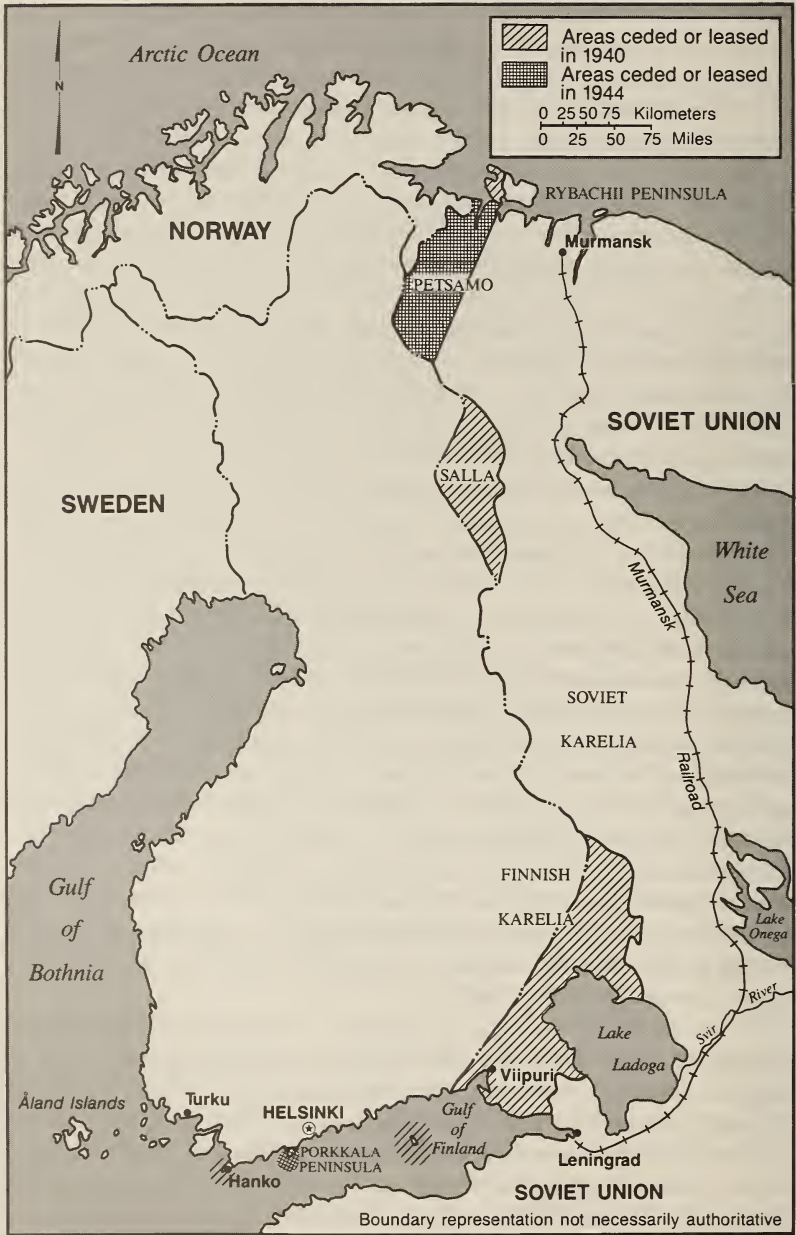 Arctic Ocean
N
Areas ceded or leased
in 1940
Areas ceded or leased
in 1944
0 25 50 75 Kilometers
0 25 50 75 Miles
RYBACHII PENINSULA
NORWAY
Murmansk
PETSAMO
SOVIET UNION
SALLA
SWEDEN
White
Sea
Murmansk
Railroad
SOVIET
KARELIA
FINNISH
KARELIA
Gulf
of
Bothnia
Lake
Onega
River
Svir
Lake
Ladoga
Viipuri
Åland Islands
Turku
HELSINKI
Gulf
of
Finland
PORKKALA
PENINSULA
Hanko
Leningrad
SOVIET UNION
Boundary representation not necessarily authoritative